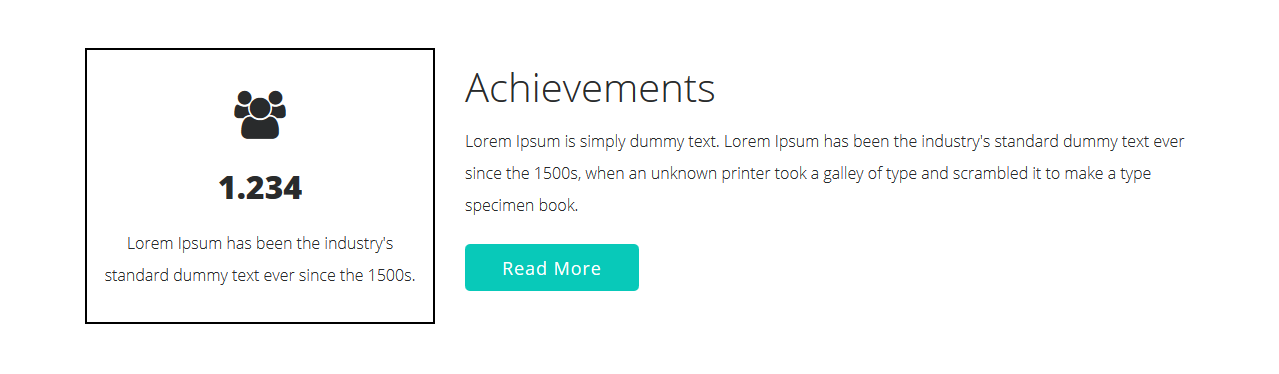 1.234
Lorem Ipsum has been the industry's
standard dummy text ever since the 1500s.
Achievements
Lorem Ipsum is simply dummy text. Lorem Ipsum has been the industry's standard dummy text ever
since the 1500s, when an unknown printer took a galley of type and scrambled it to make a type
specimen book.
Read More